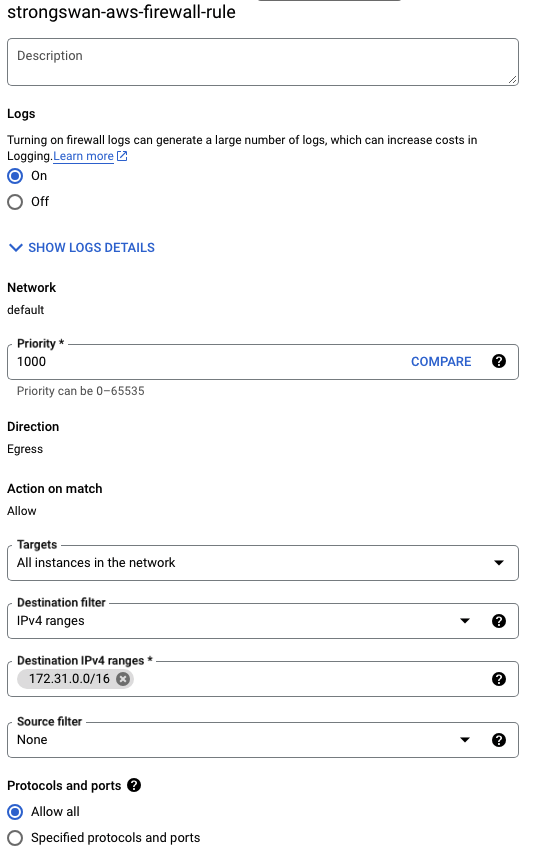 strongswan-aws-firewall-rule
Description
Logs
Turning on firewall logs can generate a large number of logs, which can increase costs in
Logging.Learn more
On
Off
SHOW LOGS DETAILS
Network
default
Priority *
1000
COMPARE
Priority can be 0–65535
Direction
Egress
Action on match
Allow
Targets
All instances in the network
Destination filter
IPv4 ranges
Destination IPv4 ranges *
172.31.0.0/16
Source filter
None
Protocols and ports
Allow all
Specified protocols and ports